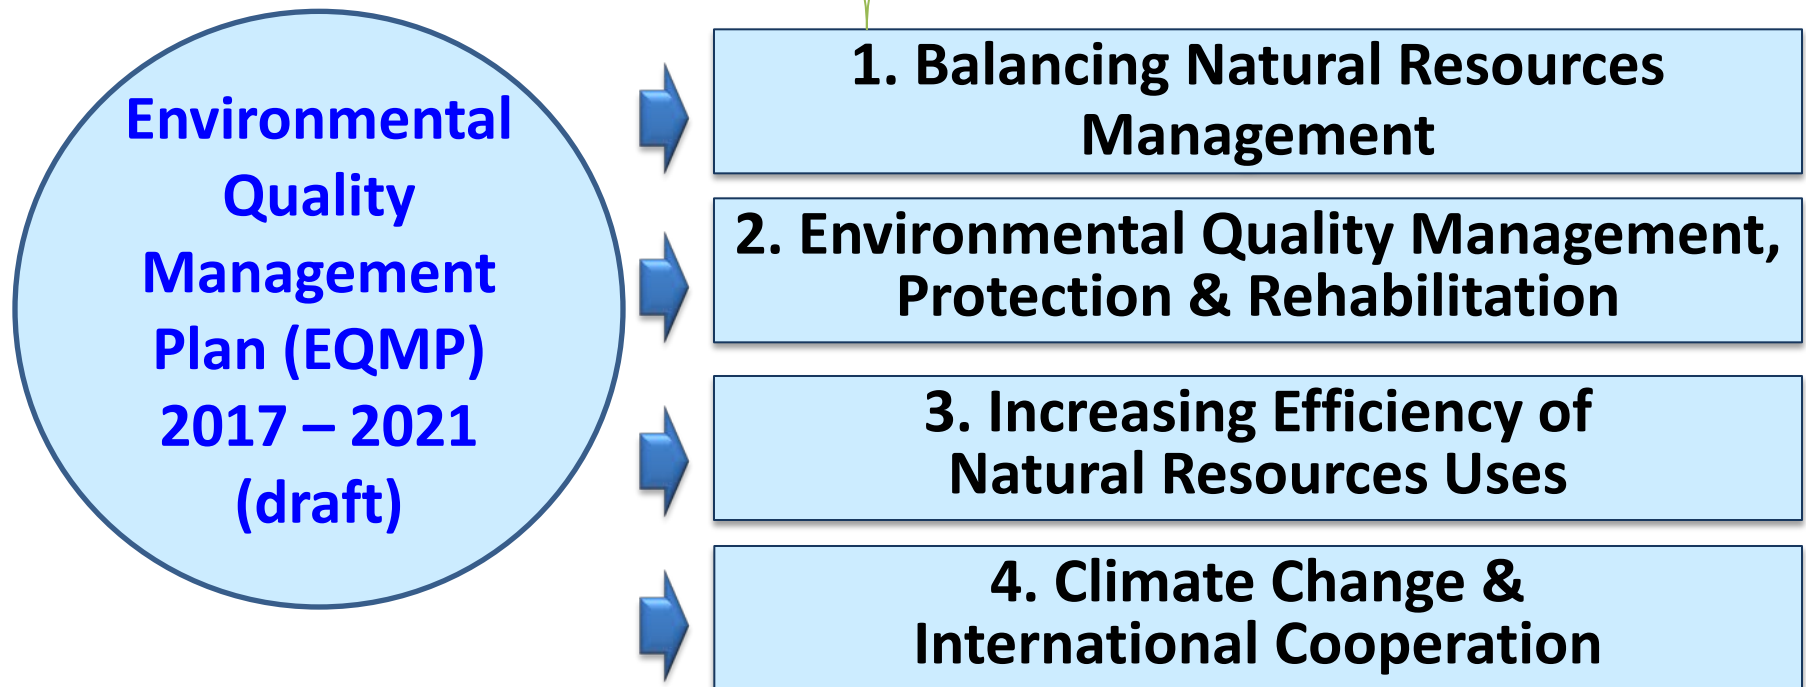 Environmental
Quality
Management
Plan (EQMP)
2017 – 2021
(draft)
1. Balancing Natural Resources
Management
2. Environmental Quality Management,
Protection & Rehabilitation
3. Increasing Efficiency of
Natural Resources Uses
4. Climate Change &
International Cooperation